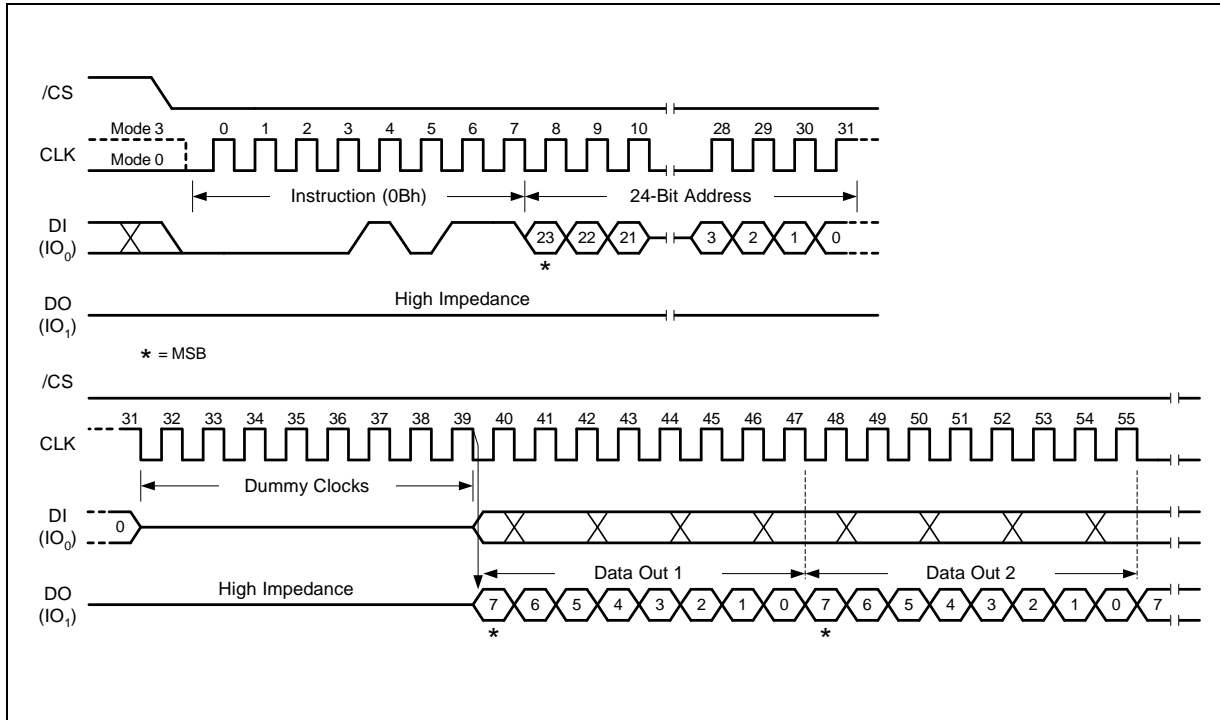 /CS
Mode 3 0 1 2 3 4 5 6 7 8 9 10 28 29 30 31
CLK
Mode 0
Instruction (0Bh) 24-Bit Address
DI
(IO0) 23 22 21 3 2 1 0
*
High Impedance
DO
(IO1)
* = MSB
/CS
31 32 33 34 35 36 37 38 39 40 41 42 43 44 45 46 47 48 49 50 51 52 53 54 55
CLK
Dummy Clocks
DI
(IO0) 0
Data Out 1 Data Out 2
High Impedance
DO
(IO1) 7 6 5 4 3 2 1 0 7 6 5 4 3 2 1 0 7
* *